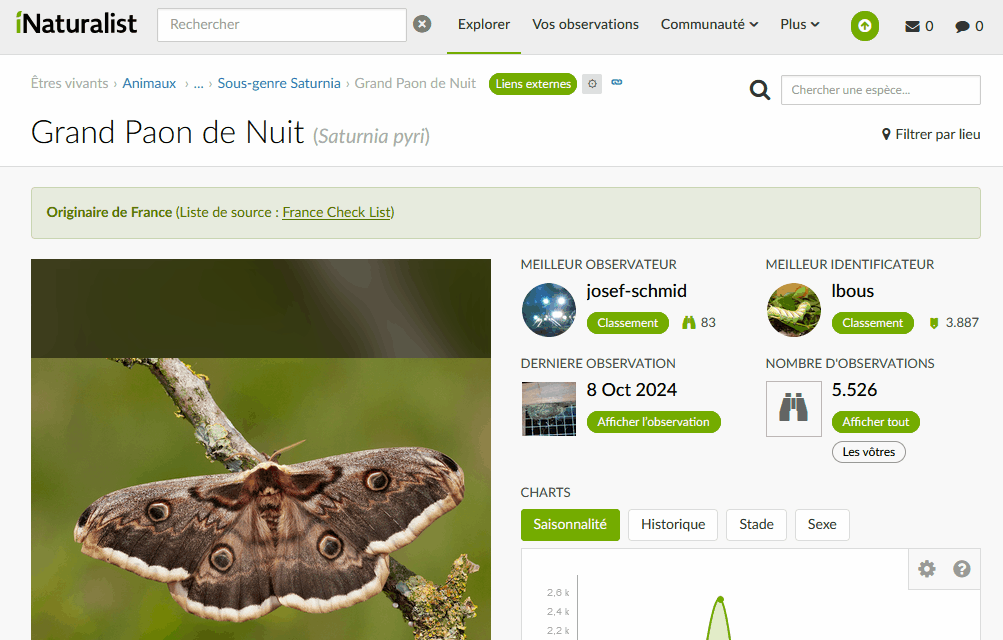 iNaturalist Rechercher Explorer Vos observations Communauté Plus 0 0
Êtres vivants › Animaux › ... › Sous-genre Saturnia › Grand Paon de Nuit Liens externes
Chercher une espèce...
Grand Paon de Nuit (Saturnia pyri)
Filtrer par lieu
Originaire de France (Liste de source : France Check List)
MEILLEUR OBSERVATEUR
josef-schmid
Classement 83
MEILLEUR IDENTIFICATEUR
lbous
Classement 3.887
DERNIÈRE OBSERVATION
8 Oct 2024
Afficher l'observation
NOMBRE D'OBSERVATIONS
5.526
Afficher tout
Les vôtres
CHARTS
Saisonnalité Historique Stade Sexe
2,6 k
2,4 k
2,2 k